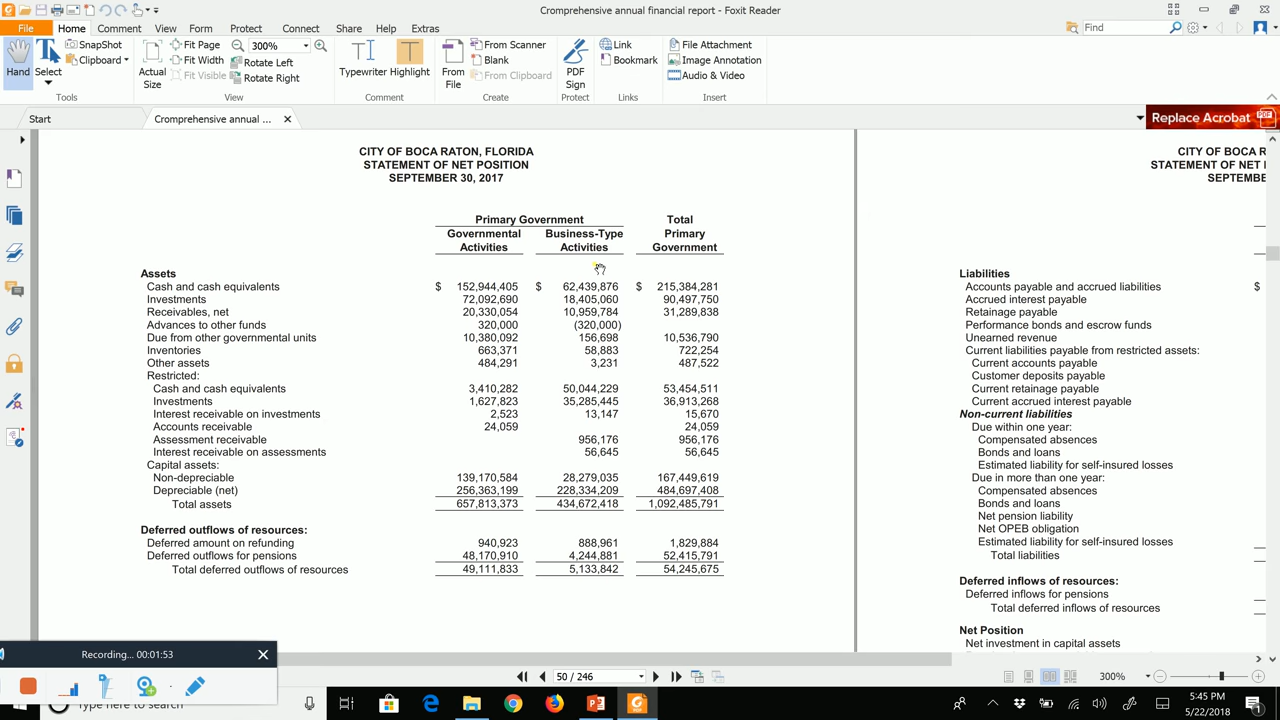 Comprehensive annual financial report - Foxit Reader
File Home Comment View Form Protect Connect Share Help Extras Find
Hand Select SnapShot Clipboard Actual Size Fit Page Fit Width Fit Visible 300% Rotate Left Rotate Right Typewriter Highlight From File From Scanner Blank From Clipboard PDF Sign Link Bookmark File Attachment Image Annotation Audio & Video
Tools View Comment Create Protect Links Insert
Start Cromprehensive annual ... Replace Acrobat
CITY OF BOCA RATON, FLORIDA
STATEMENT OF NET POSITION
SEPTEMBER 30, 2017
Primary Government Total
Governmental Business-Type Primary
Activities Activities Government
Assets
Cash and cash equivalents $ 152,944,405 $ 62,439,876 $ 215,384,281
Investments 72,092,690 18,405,060 90,497,750
Receivables, net 20,330,054 10,959,784 31,289,838
Advances to other funds 320,000 (320,000)
Due from other governmental units 10,380,092 156,698 10,536,790
Inventories 663,371 58,883 722,254
Other assets 484,291 3,231 487,522
Restricted:
Cash and cash equivalents 3,410,282 50,044,229 53,454,511
Investments 1,627,823 35,285,445 36,913,268
Interest receivable on investments 2,523 13,147 15,670
Accounts receivable 24,059 24,059
Assessment receivable 956,176 956,176
Interest receivable on assessments 56,645 56,645
Capital assets:
Non-depreciable 139,170,584 28,279,035 167,449,619
Depreciable (net) 256,363,199 228,334,209 484,697,408
Total assets 657,813,373 434,672,418 1,092,485,791
Deferred outflows of resources:
Deferred amount on refunding 940,923 888,961 1,829,884
Deferred outflows for pensions 48,170,910 4,244,881 52,415,791
Total deferred outflows of resources 49,111,833 5,133,842 54,245,675
CITY OF BOCA R
STATEMENT OF NET
SEPTEMB
Liabilities
Accounts payable and accrued liabilities $
Accrued interest payable
Retainage payable
Performance bonds and escrow funds
Unearned revenue
Current liabilities payable from restricted assets:
Current accounts payable
Customer deposits payable
Current retainage payable
Current accrued interest payable
Non-current liabilities
Due within one year:
Compensated absences
Bonds and loans
Estimated liability for self-insured losses
Due in more than one year:
Compensated absences
Bonds and loans
Net pension liability
Net OPEB obligation
Estimated liability for self-insured losses
Total liabilities
Deferred inflows of resources:
Deferred inflows for pensions
Total deferred inflows of resources
Net Position
Net investment in capital assets
Recording... 00:01:53
50 / 246 300%
Type here to search
5:45 PM
5/22/2018